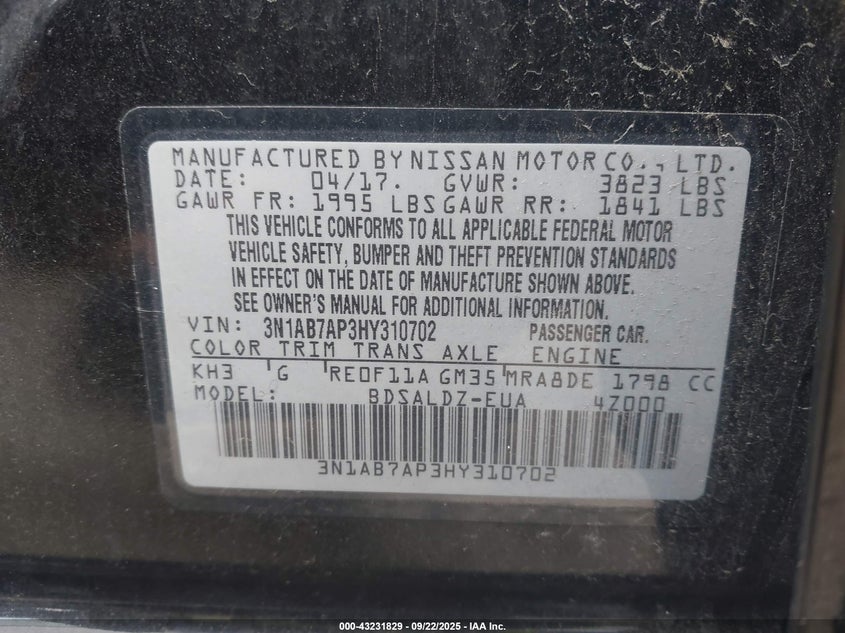 MANUFACTURED BY NISSAN MOTOR CO., LTD.
DATE: 04/17. GVWR: 3823 LBS
GAWR FR: 1995 LBS GAWR RR: 1841 LBS
THIS VEHICLE CONFORMS TO ALL APPLICABLE FEDERAL MOTOR
VEHICLE SAFETY, BUMPER AND THEFT PREVENTION STANDARDS
IN EFFECT ON THE DATE OF MANUFACTURE SHOWN ABOVE.
SEE OWNER'S MANUAL FOR ADDITIONAL INFORMATION.
VIN: 3N1AB7AP3HY310702 PASSENGER CAR.
COLOR TRIM TRANS AXLE ENGINE
KH3 G RE0F11A GM35 MRA8DE 1798 CC
MODEL: BDSALDZ-EUA 4Z000
3N1AB7AP3HY310702
000-43231829 - 09/22/2025 - IAA Inc.